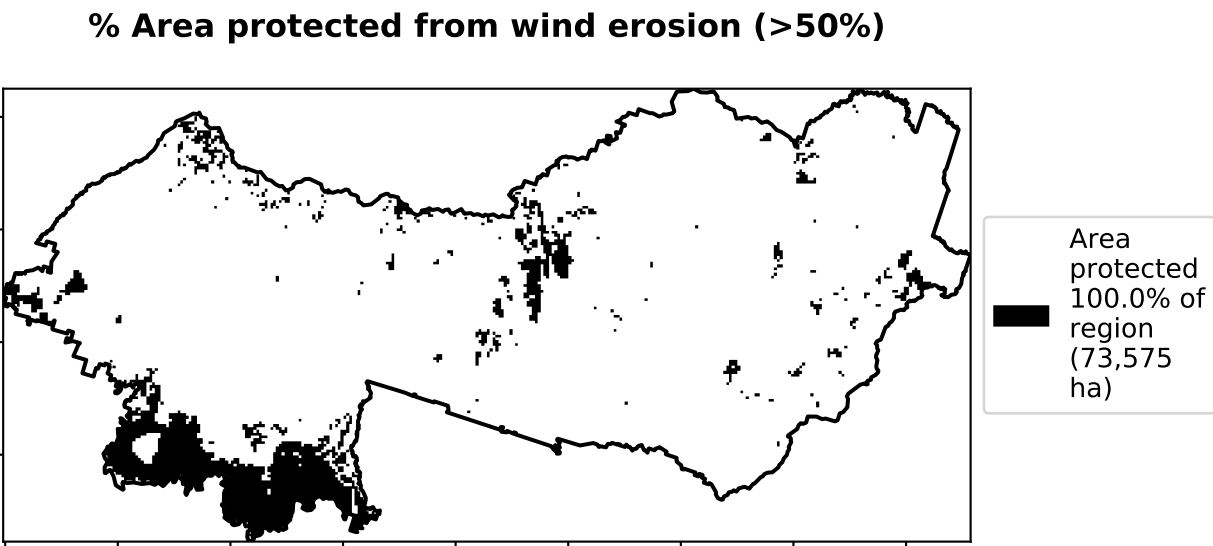 % Area protected from wind erosion (>50%)
Area
protected
100.0% of
region
(73,575
ha)